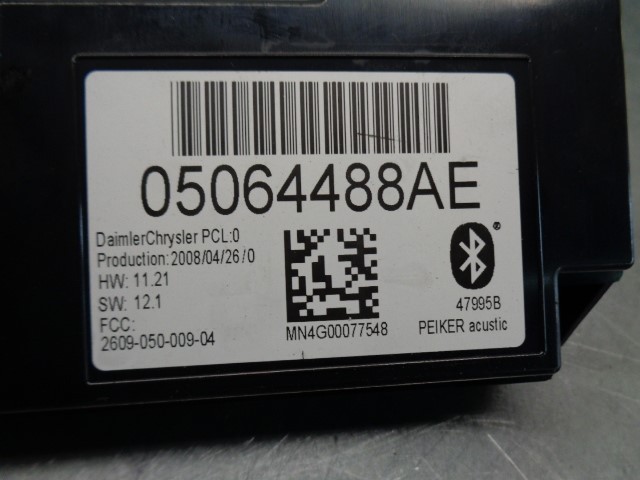 05064488AE
DaimlerChrysler PCL:0
Production:2008/04/26/0
HW: 11.21
SW: 12.1
FCC:
2609-050-009-04
MN4G00077548
®
47995B
PEIKER acustic